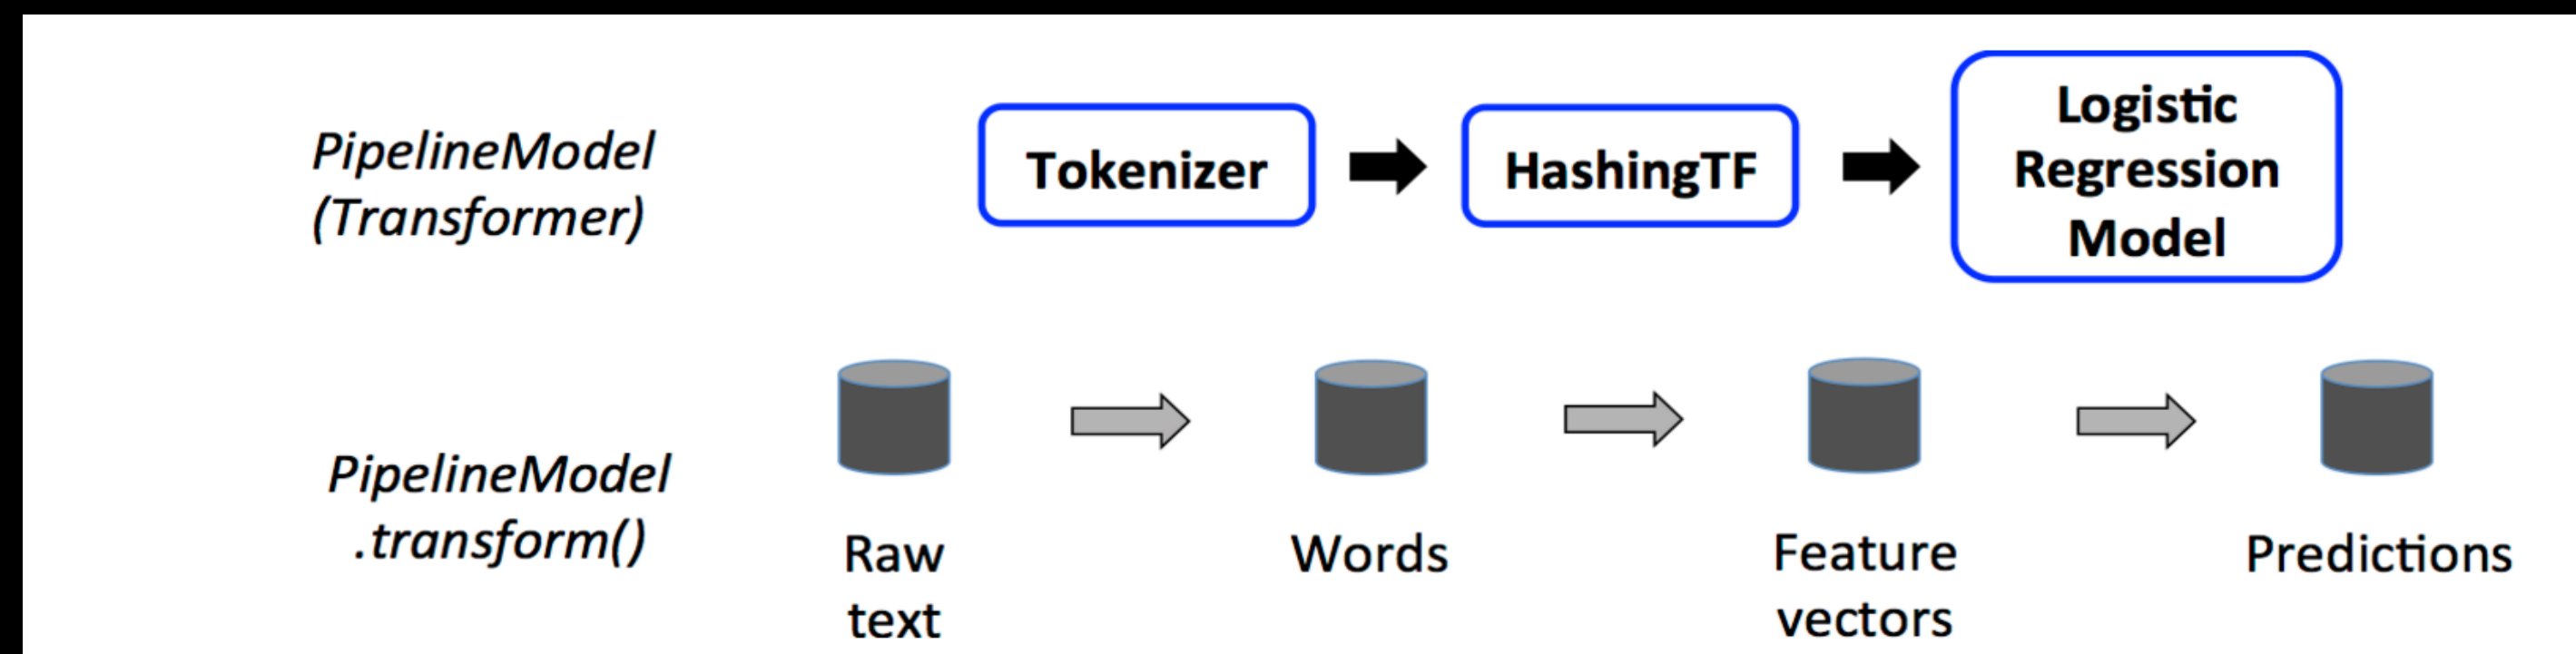 PipelineModel
(Transformer)
Tokenizer
HashingTF
Logistic
Regression
Model
PipelineModel
.transform()
Raw
text
Words
Feature
vectors
Predictions